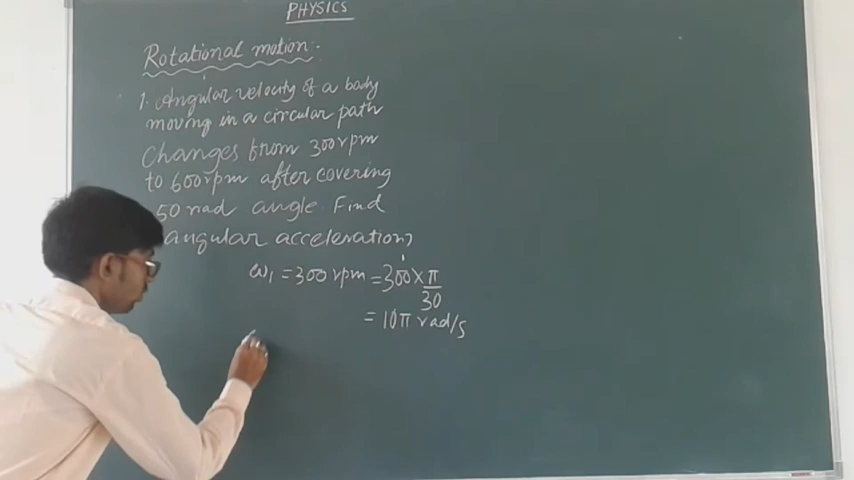 PHYSICS
Rotational motion:-
1. Angular velocity of a body
moving in a circular path
Changes from 300rpm
to 600rpm after covering
50 rad angle Find
angular acceleration?
ω₁ = 300 rpm = 300 × π/30
= 10π rad/s